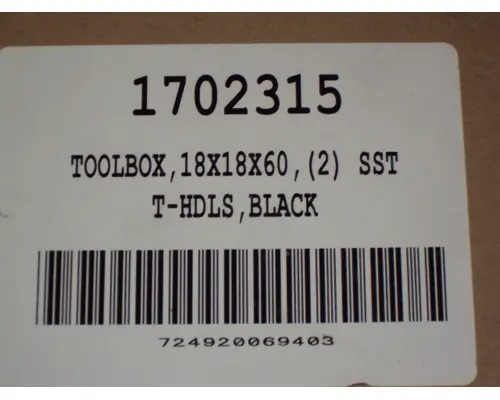 1702315
TOOLBOX,18X18X60,(2) SST
T-HDLS,BLACK
724920069403